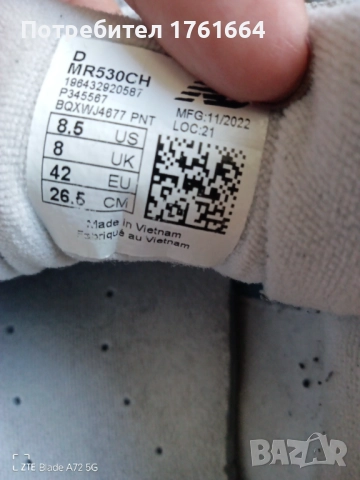 Потребител 1761664
D
MR530CH
196432920587
P345567
BQXWJ4677 PNT
8.5 US
8 UK
42 EU
26.5 CM
MFG:11/2022
LOC:21
Made in Vietnam
Fabriqué au Vietnam
ZTE Blade A72 5G
BAZAR
bg